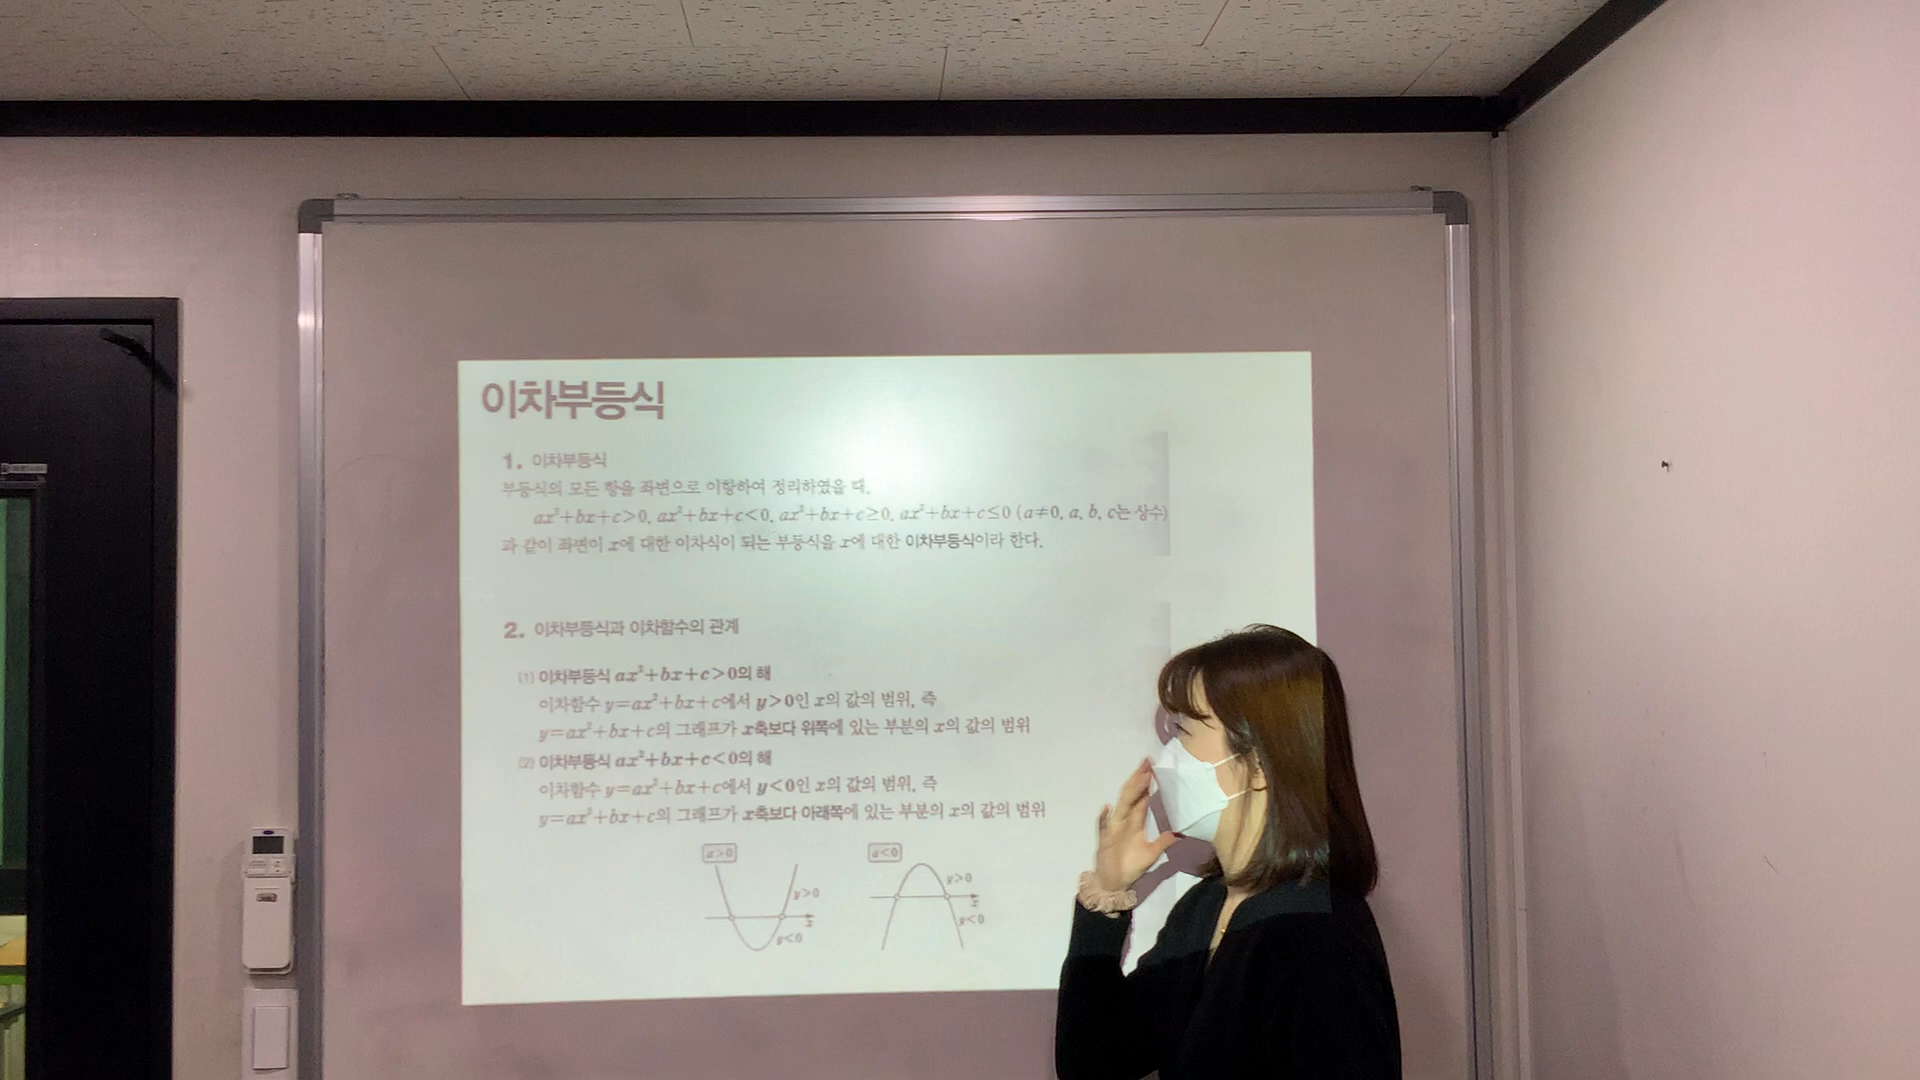 이차부등식
1. 이차부등식
부등식의 모든 항을 좌변으로 이항하여 정리하였을 때,
ax²+bx+c>0, ax²+bx+c<0, ax²+bx+c≥0, ax²+bx+c≤0 (a≠0, a, b, c는 상수)
과 같이 좌변이 x에 대한 이차식이 되는 부등식을 x에 대한 이차부등식이라 한다.
2. 이차부등식과 이차함수의 관계
(1) 이차부등식 ax²+bx+c>0의 해
이차함수 y=ax²+bx+c에서 y>0인 x의 값의 범위, 즉
y=ax²+bx+c의 그래프가 x축보다 위쪽에 있는 부분의 x의 값의 범위
(2) 이차부등식 ax²+bx+c<0의 해
이차함수 y=ax²+bx+c에서 y<0인 x의 값의 범위, 즉
y=ax²+bx+c의 그래프가 x축보다 아래쪽에 있는 부분의 x의 값의 범위
a>0
y>0
x
y<0
a<0
y>0
x
y<0